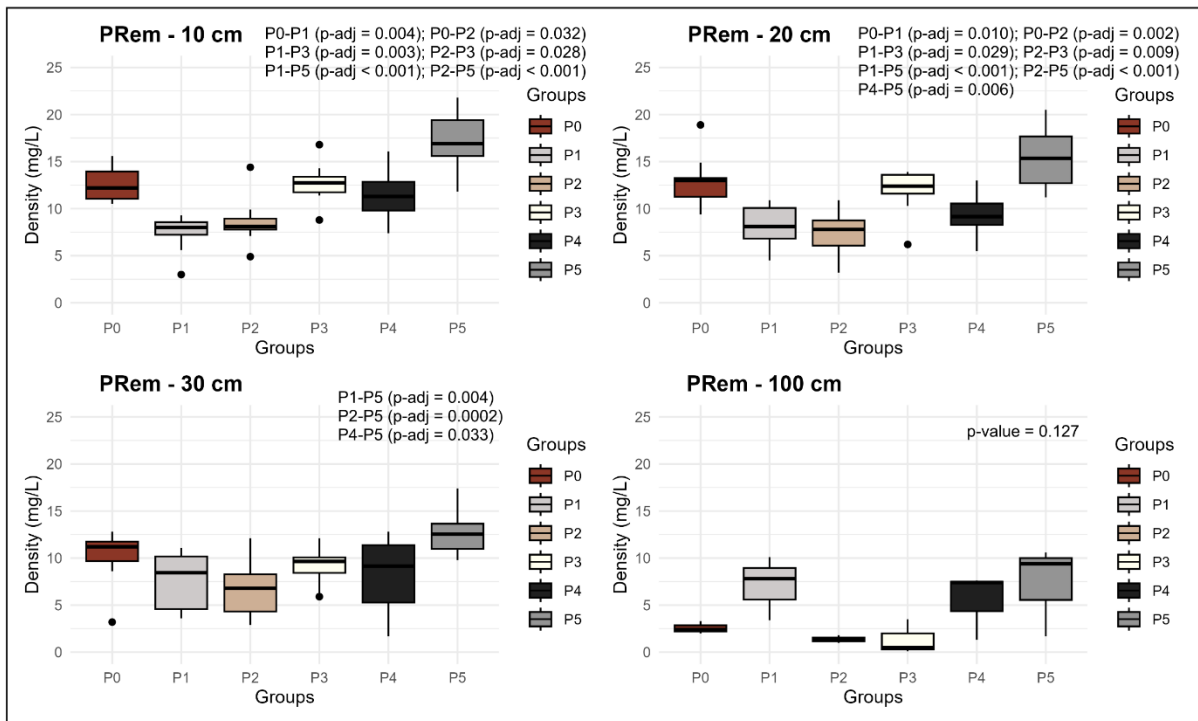 PRem - 10 cm
P0-P1 (p-adj = 0.004); P0-P2 (p-adj = 0.032)
P1-P3 (p-adj = 0.003); P2-P3 (p-adj = 0.028)
P1-P5 (p-adj < 0.001); P2-P5 (p-adj < 0.001)
25
20
15
10
5
0
Density (mg/L)
P0
P1
P2
P3
P4
P5
Groups
Groups
P0
P1
P2
P3
P4
P5
PRem - 20 cm
P0-P1 (p-adj = 0.010); P0-P2 (p-adj = 0.002)
P1-P3 (p-adj = 0.029); P2-P3 (p-adj = 0.009)
P1-P5 (p-adj < 0.001); P2-P5 (p-adj < 0.001)
P4-P5 (p-adj = 0.006)
25
20
15
10
5
0
Density (mg/L)
P0
P1
P2
P3
P4
P5
Groups
Groups
P0
P1
P2
P3
P4
P5
PRem - 30 cm
P1-P5 (p-adj = 0.004)
P2-P5 (p-adj = 0.0002)
P4-P5 (p-adj = 0.033)
25
20
15
10
5
0
Density (mg/L)
P0
P1
P2
P3
P4
P5
Groups
Groups
P0
P1
P2
P3
P4
P5
PRem - 100 cm
p-value = 0.127
25
20
15
10
5
0
Density (mg/L)
P0
P1
P2
P3
P4
P5
Groups
Groups
P0
P1
P2
P3
P4
P5